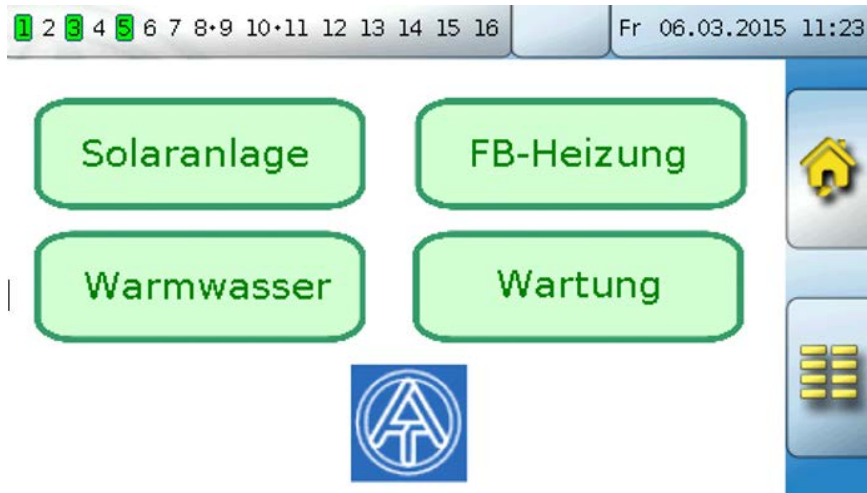 1 2 3 4 5 6 7 8·9 10·11 12 13 14 15 16 Fr 06.03.2015 11:23
Solaranlage FB-Heizung
Warmwasser Wartung
TA